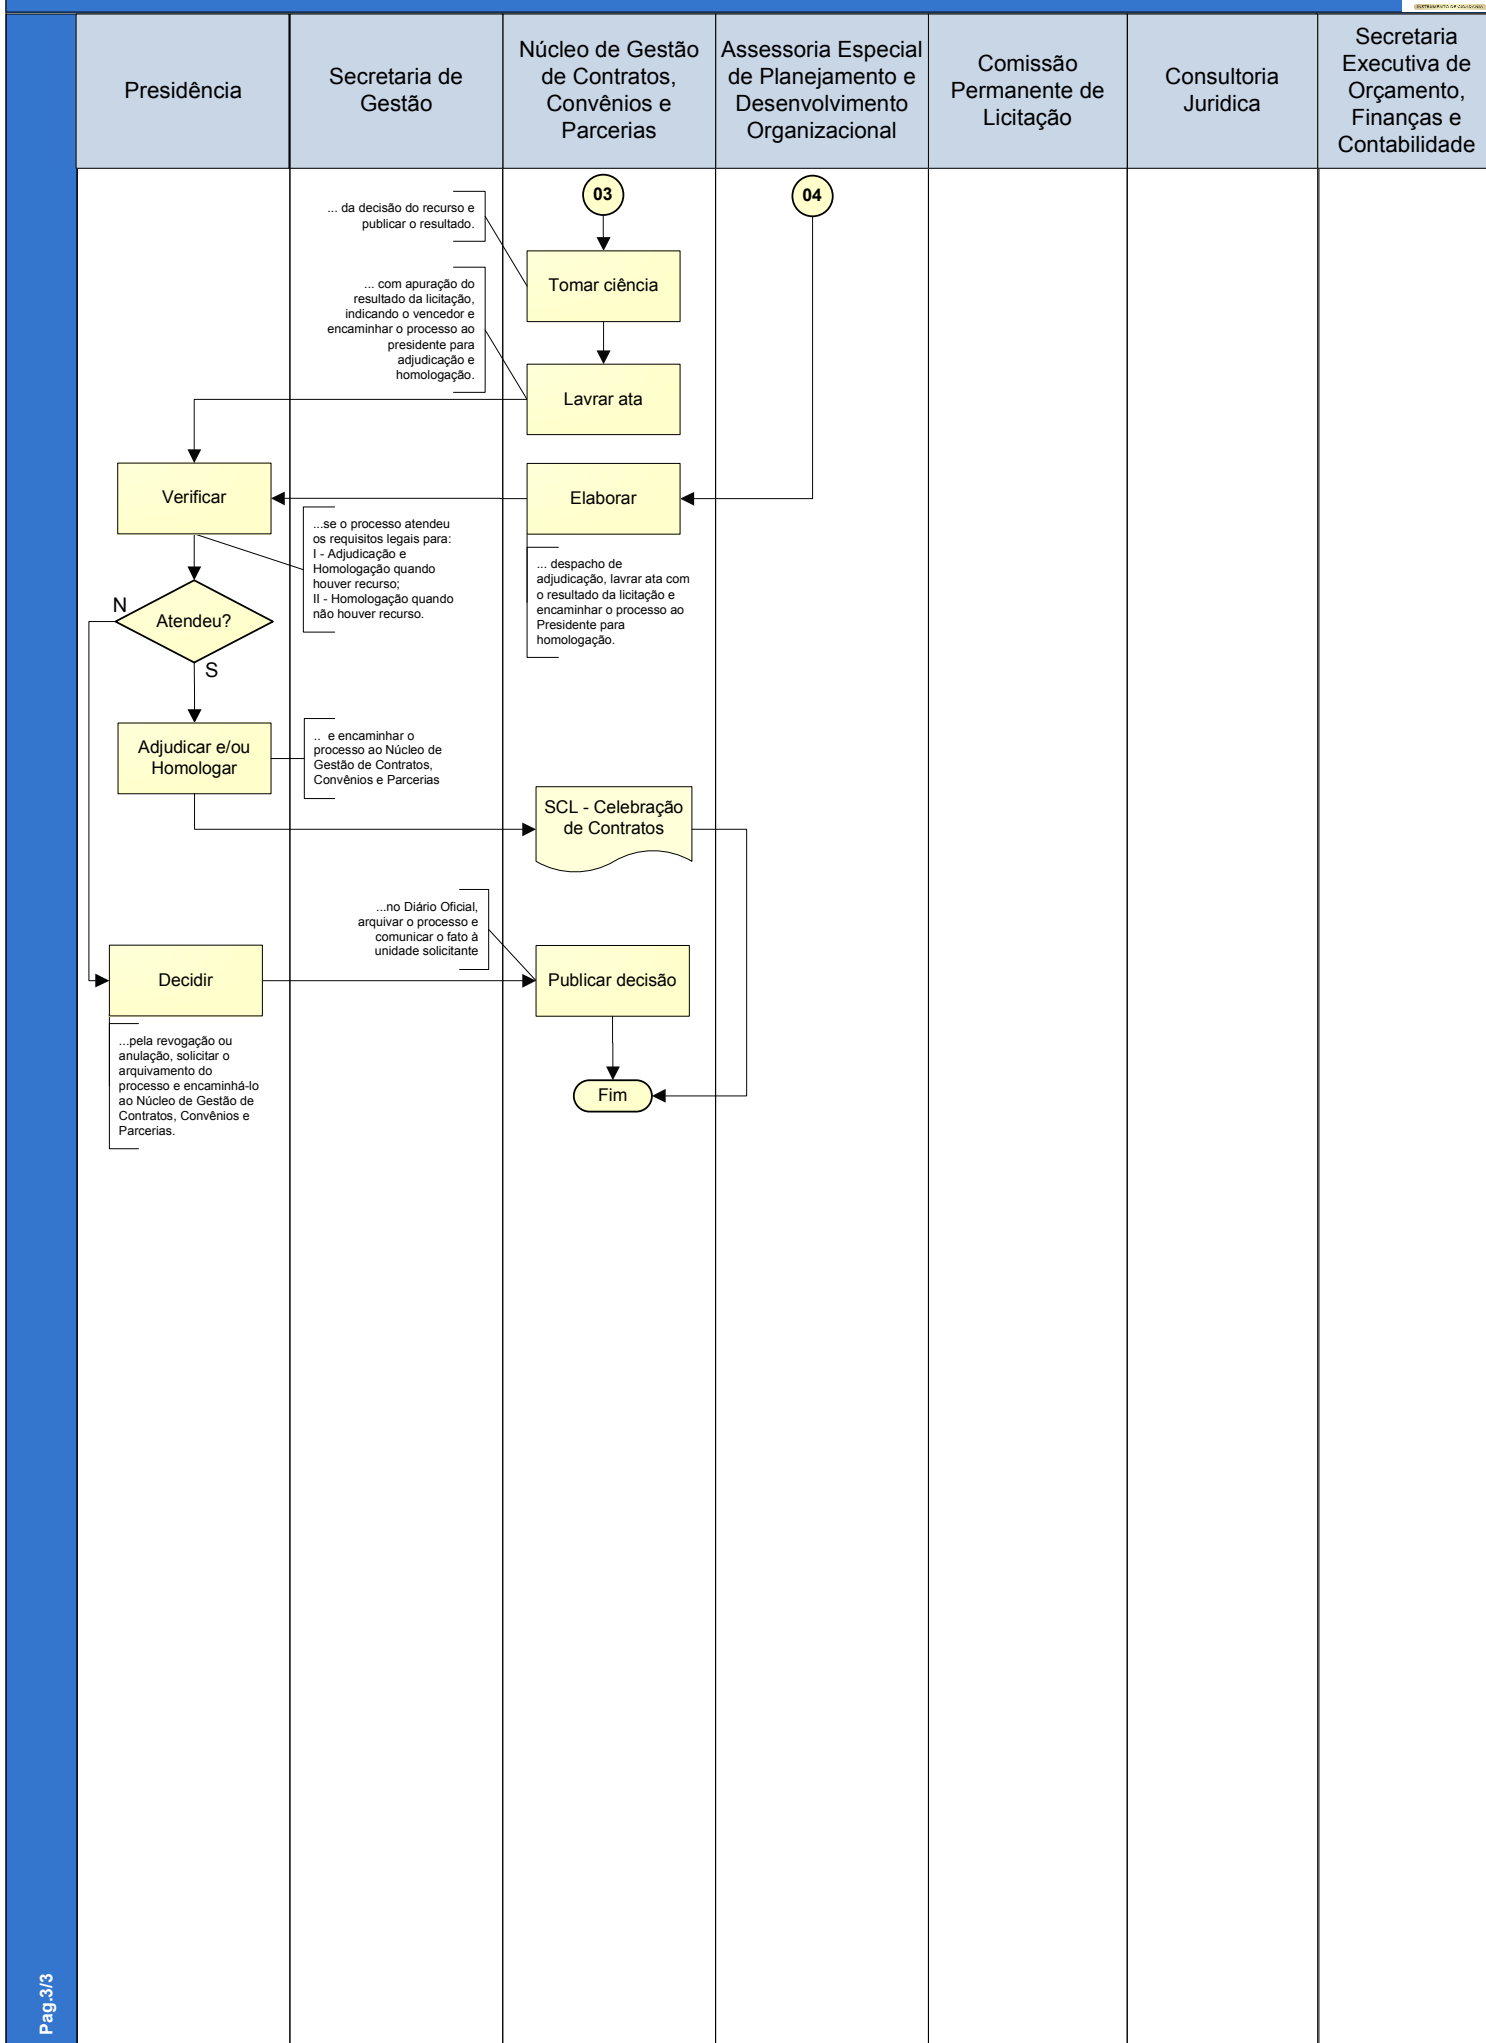 Presidência
Secretaria de
Gestão
Núcleo de Gestão
de Contratos,
Convênios e
Parcerias
Assessoria Especial
de Planejamento e
Desenvolvimento
Organizacional
Comissão
Permanente de
Licitação
Consultoria
Juridica
Secretaria
Executiva de
Orçamento,
Finanças e
Contabilidade
03
04
... da decisão do recurso e
publicar o resultado.
Tomar ciência
... com apuração do
resultado da licitação,
indicando o vencedor e
encaminhar o processo ao
presidente para
adjudicação e
homologação.
Lavrar ata
Verificar
Elaborar
...se o processo atendeu
os requisitos legais para:
I - Adjudicação e
Homologação quando
houver recurso;
II - Homologação quando
não houver recurso.
... despacho de
adjudicação, lavrar ata com
o resultado da licitação e
encaminhar o processo ao
Presidente para
homologação.
N
Atendeu?
S
Adjudicar e/ou
Homologar
.. e encaminhar o
processo ao Núcleo de
Gestão de Contratos,
Convênios e Parcerias
SCL - Celebração
de Contratos
...no Diário Oficial,
arquivar o processo e
comunicar o fato à
unidade solicitante
Decidir
Publicar decisão
...pela revogação ou
anulação, solicitar o
arquivamento do
processo e encaminhá-lo
ao Núcleo de Gestão de
Contratos, Convênios e
Parcerias.
Fim
Pag.3/3